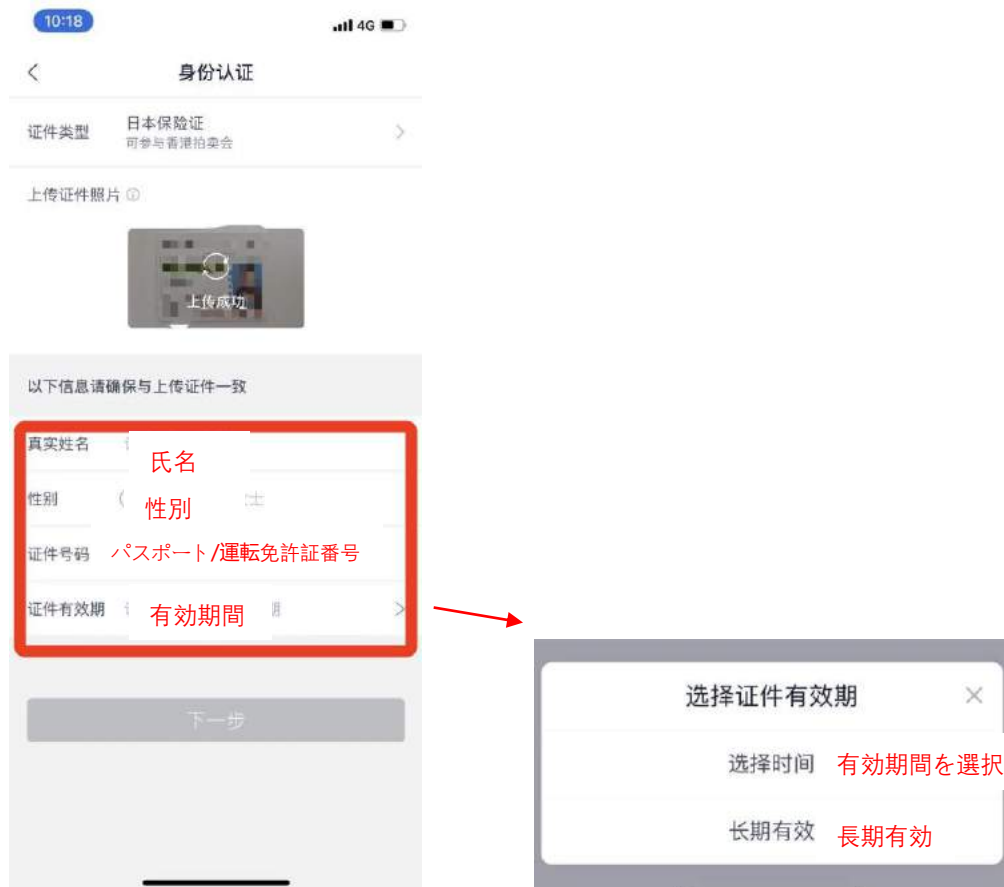 10:18
4G
身份认证
证件类型 日本保险证
可参与香港拍卖会
上传证件照片
上传成功
以下信息请确保与上传证件一致
真实姓名 氏名
性别 性別
证件号码 パスポート/運転免許証番号
证件有效期 有効期間
下一步
选择证件有效期
选择时间 有効期間を選択
长期有效 長期有効